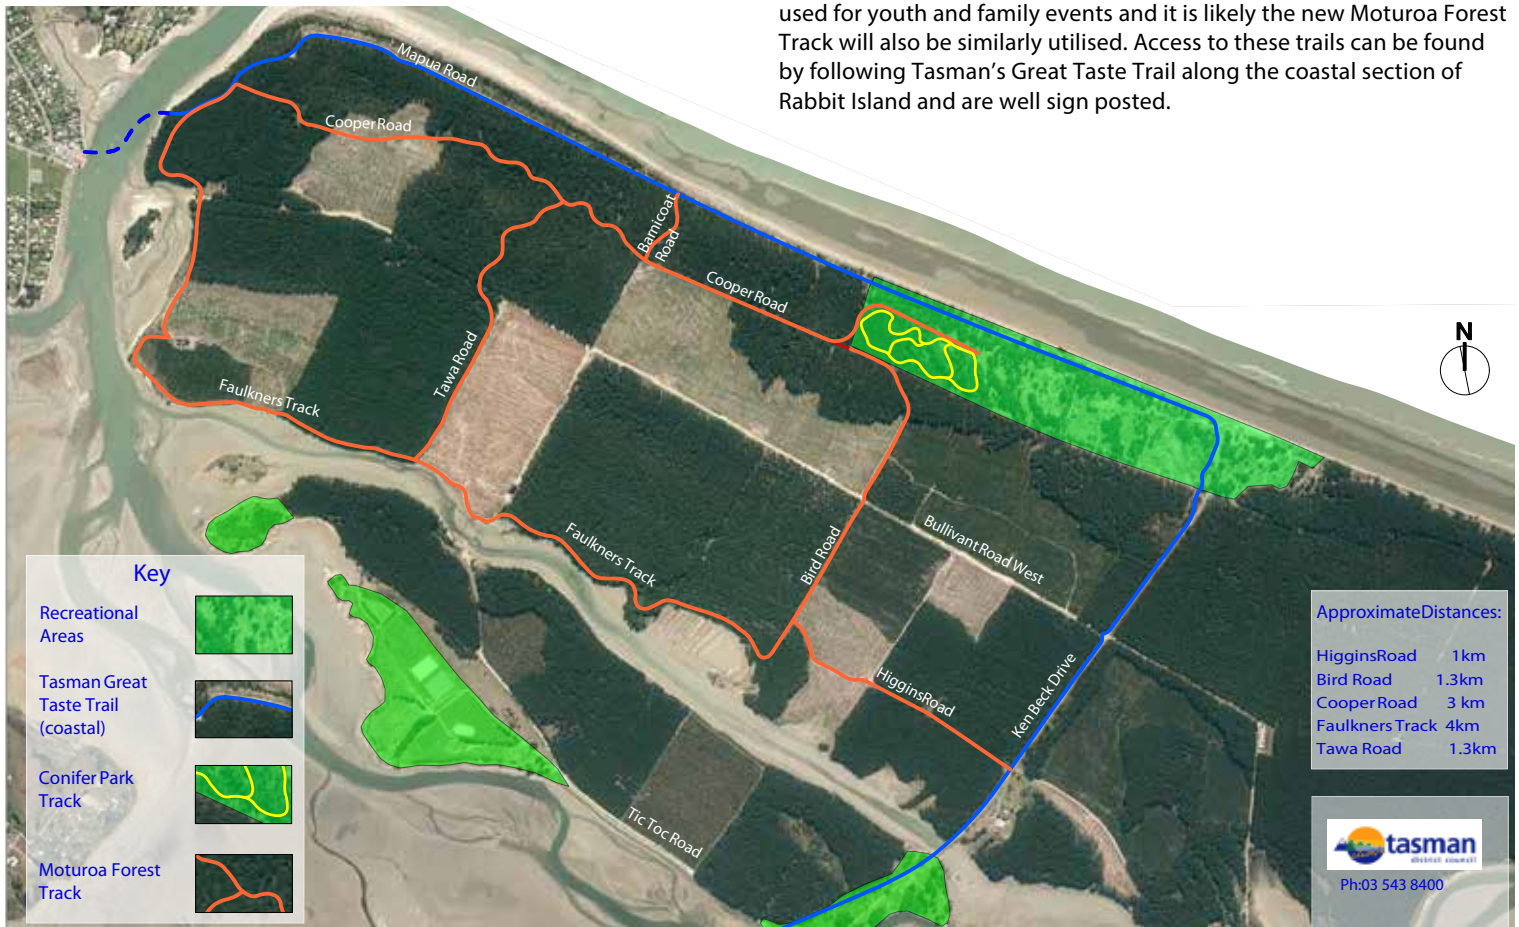 used for youth and family events and it is likely the new Moturoa Forest
Track will also be similarly utilised. Access to these trails can be found
by following Tasman's Great Taste Trail along the coastal section of
Rabbit Island and are well sign posted.
Mapua Road
Cooper Road
Barnicoat
Road
Cooper Road
N
Tawa Road
Faulkners Track
Faulkners Track
Bird Road
Bullivant Road West
Higgins Road
Ken Beck Drive
Tic Toc Road
Key
Recreational
Areas
Tasman Great
Taste Trail
(coastal)
Conifer Park
Track
Moturoa Forest
Track
Approximate Distances:
Higgins Road 1km
Bird Road 1.3km
Cooper Road 3 km
Faulkners Track 4km
Tawa Road 1.3km
tasman
district council
Ph:03 543 8400